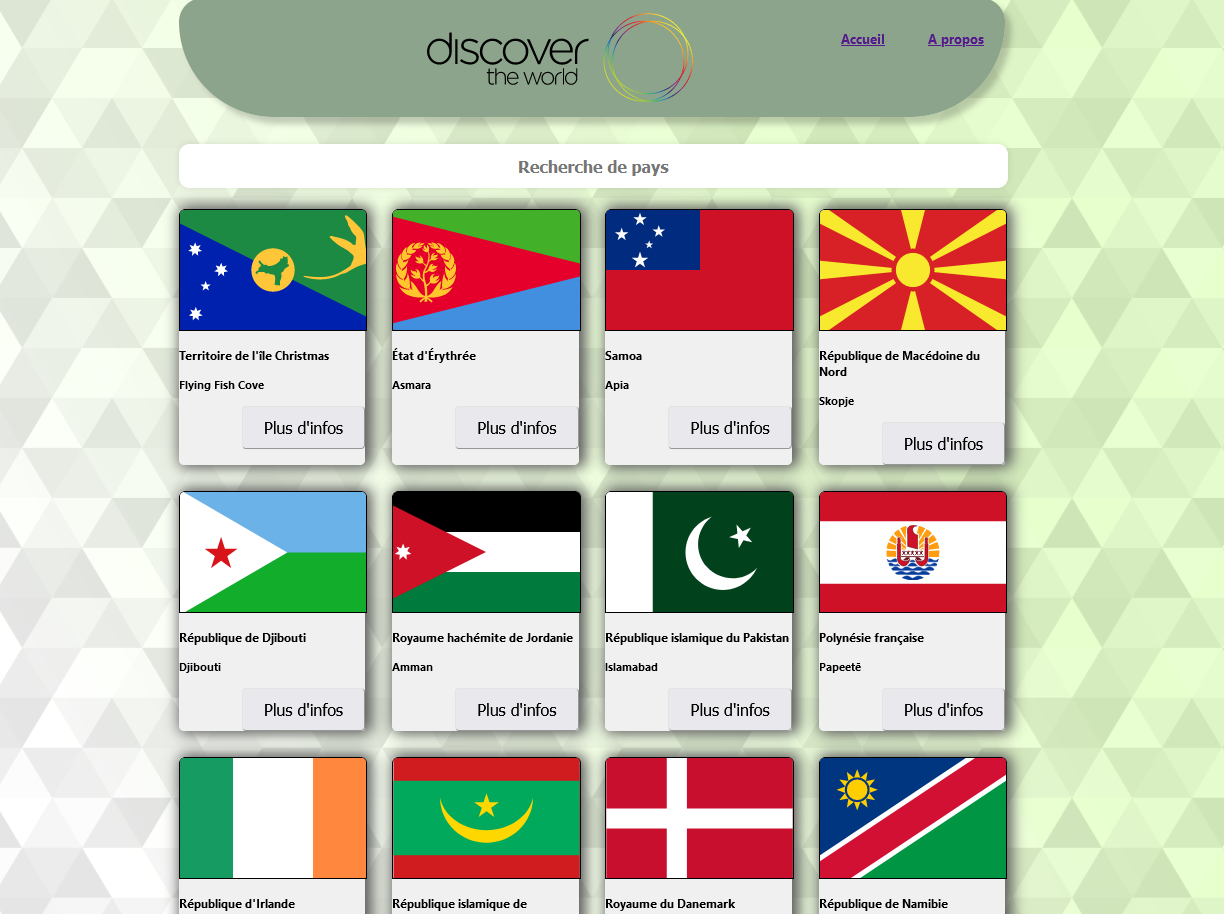 discover
the world
Accueil
A propos
Recherche de pays
Territoire de l'île Christmas
Flying Fish Cove
Plus d'infos
État d'Érythrée
Asmara
Plus d'infos
Samoa
Apia
Plus d'infos
République de Macédoine du
Nord
Skopje
Plus d'infos
République de Djibouti
Djibouti
Plus d'infos
Royaume hachémite de Jordanie
Amman
Plus d'infos
République islamique du Pakistan
Islamabad
Plus d'infos
Polynésie française
Papeetē
Plus d'infos
République d'Irlande
République islamique de
Royaume du Danemark
République de Namibie